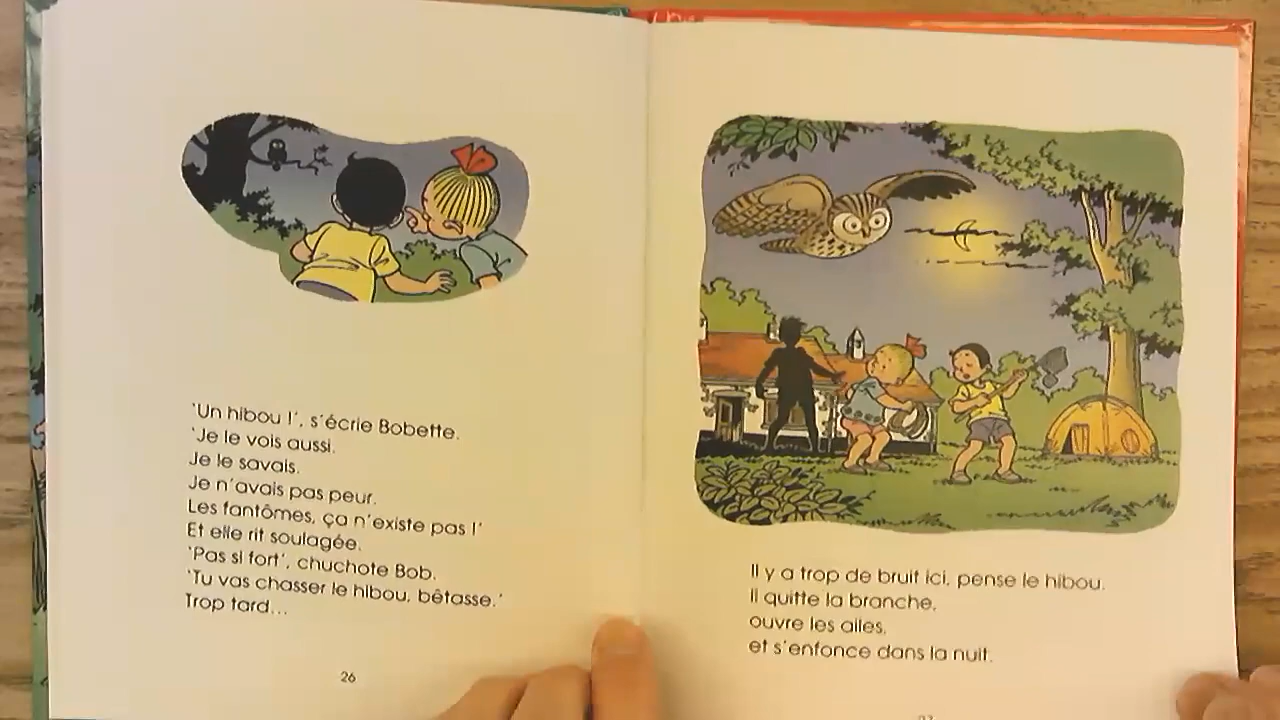 'Un hibou !', s'écrie Bobette.
'Je le vois aussi.
Je le savais.
Je n'avais pas peur.
Les fantômes, ça n'existe pas !'
Et elle rit soulagée.
'Pas si fort', chuchote Bob.
'Tu vas chasser le hibou, bêtasse.'
Trop tard...
26
Il y a trop de bruit ici, pense le hibou.
Il quitte la branche,
ouvre les ailes,
et s'enfonce dans la nuit.